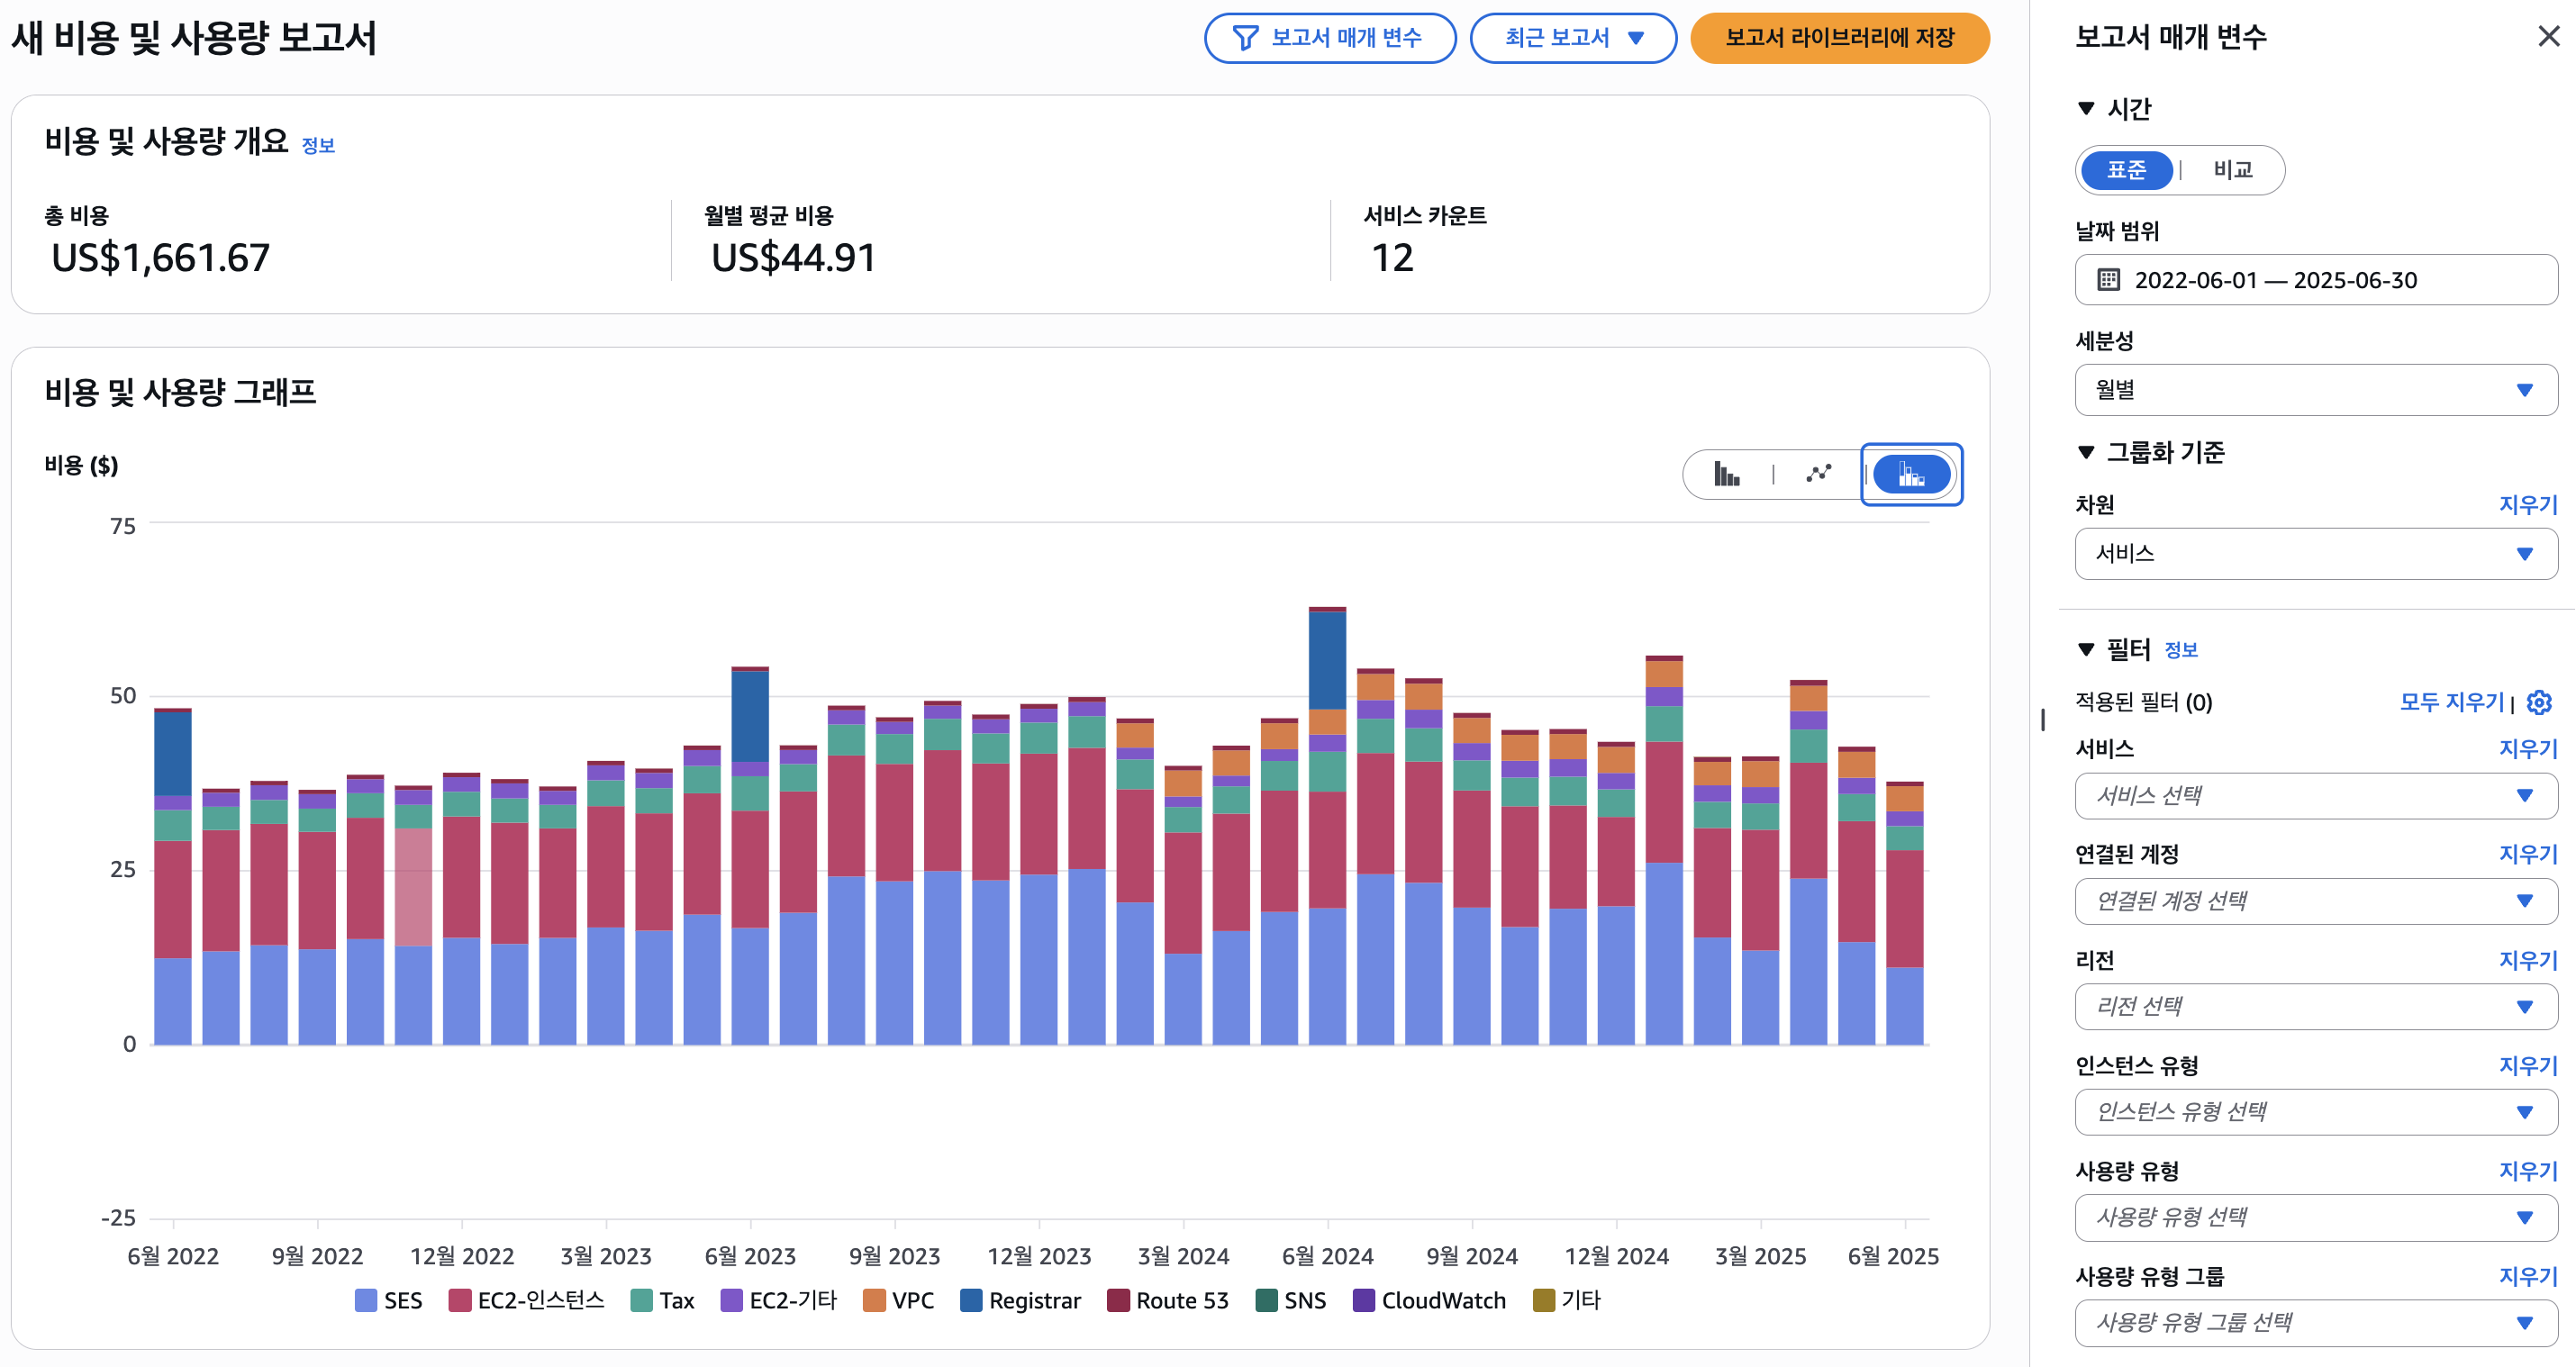 새 비용 및 사용량 보고서
보고서 매개 변수
최근 보고서
보고서 라이브러리에 저장
비용 및 사용량 개요 정보
총 비용
US$1,661.67
월별 평균 비용
US$44.91
서비스 카운트
12
비용 및 사용량 그래프
비용 ($)
75
50
25
0
-25
6월 2022
9월 2022
12월 2022
3월 2023
6월 2023
9월 2023
12월 2023
3월 2024
6월 2024
9월 2024
12월 2024
3월 2025
6월 2025
SES EC2-인스턴스 Tax EC2-기타 VPC Registrar Route 53 SNS CloudWatch 기타
보고서 매개 변수
시간
표준 | 비교
날짜 범위
2022-06-01 — 2025-06-30
세분성
월별
그룹화 기준
차원 지우기
서비스
필터 정보
적용된 필터 (0) 모두 지우기 |
서비스 지우기
서비스 선택
연결된 계정 지우기
연결된 계정 선택
리전 지우기
리전 선택
인스턴스 유형 지우기
인스턴스 유형 선택
사용량 유형 지우기
사용량 유형 선택
사용량 유형 그룹 지우기
사용량 유형 그룹 선택